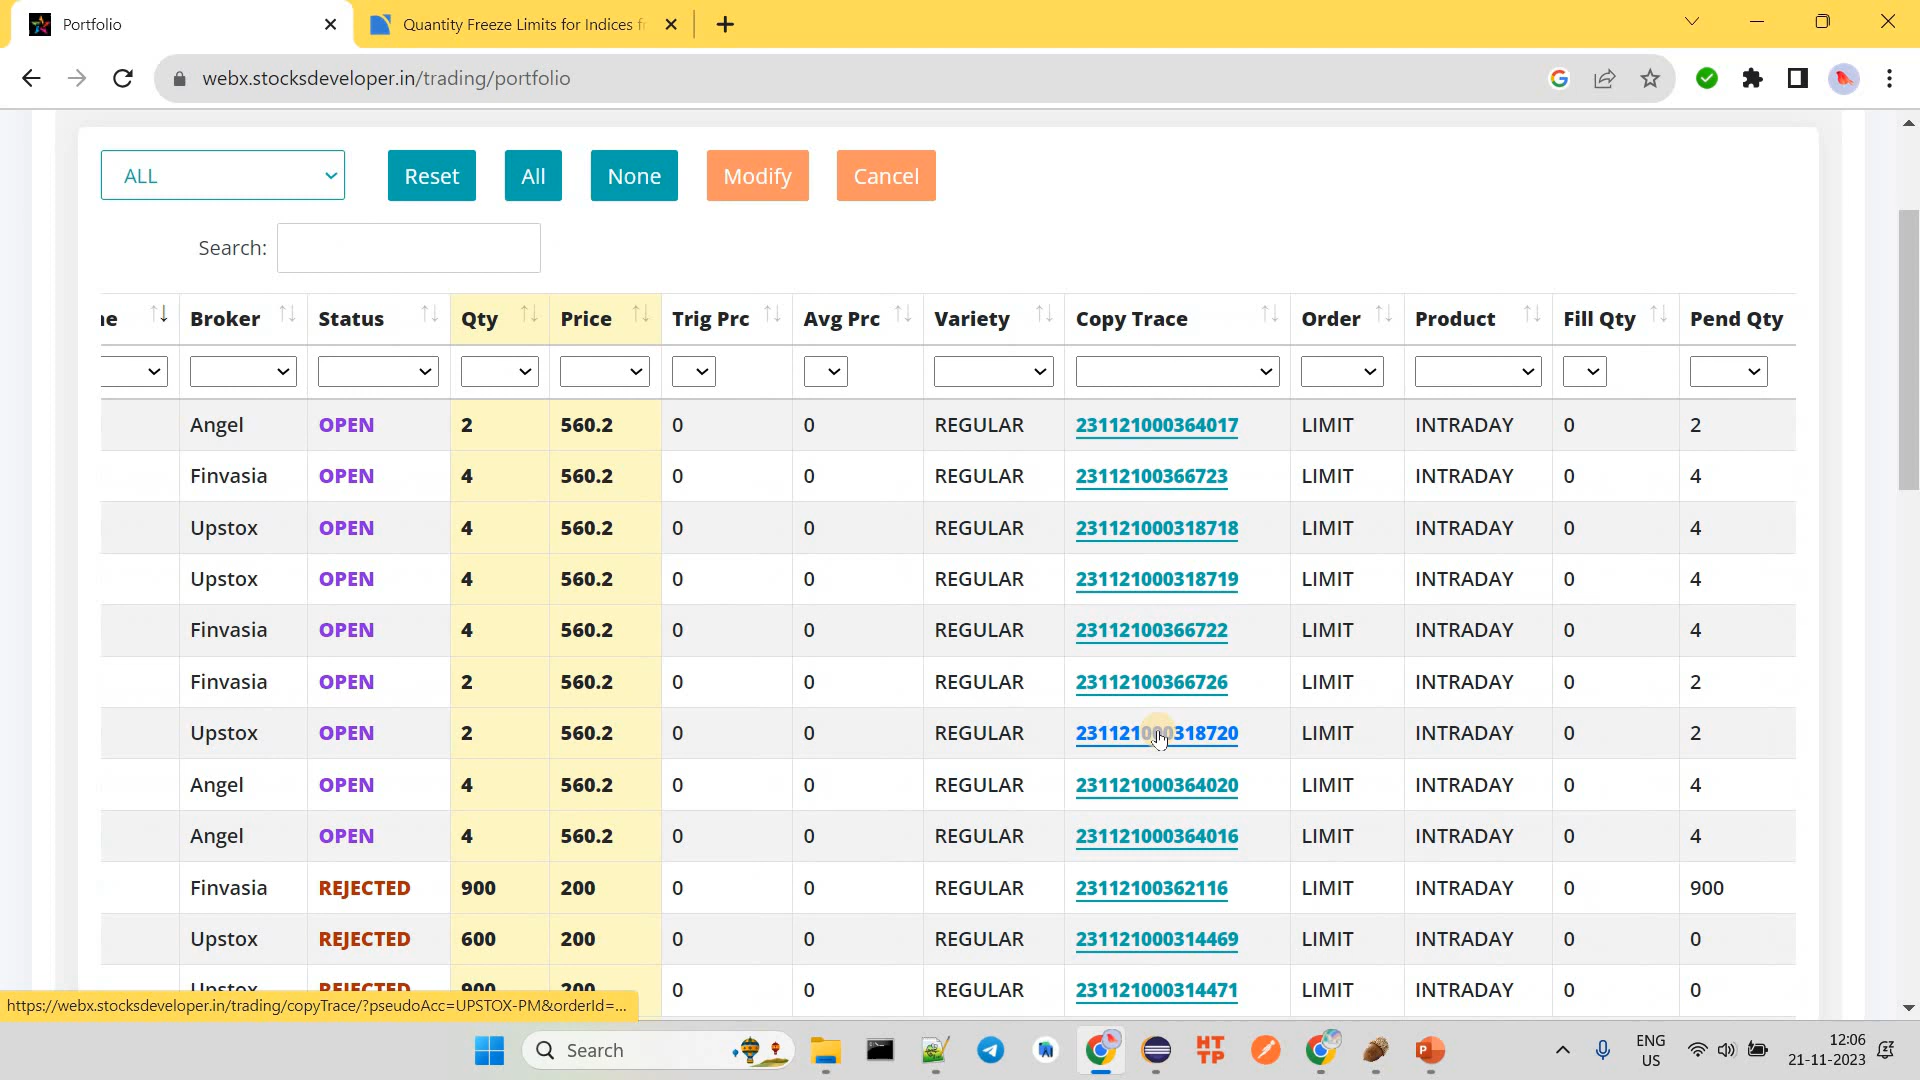 Portfolio
Quantity Freeze Limits for Indices f
webx.stocksdeveloper.in/trading/portfolio
ALL Reset All None Modify Cancel
Search:
Broker Status Qty Price Trig Prc Avg Prc Variety Copy Trace Order Product Fill Qty Pend Qty
Angel OPEN 2 560.2 0 0 REGULAR 231121000364017 LIMIT INTRADAY 0 2
Finvasia OPEN 4 560.2 0 0 REGULAR 23112100366723 LIMIT INTRADAY 0 4
Upstox OPEN 4 560.2 0 0 REGULAR 231121000318718 LIMIT INTRADAY 0 4
Upstox OPEN 4 560.2 0 0 REGULAR 231121000318719 LIMIT INTRADAY 0 4
Finvasia OPEN 4 560.2 0 0 REGULAR 23112100366722 LIMIT INTRADAY 0 4
Finvasia OPEN 2 560.2 0 0 REGULAR 23112100366726 LIMIT INTRADAY 0 2
Upstox OPEN 2 560.2 0 0 REGULAR 231121000318720 LIMIT INTRADAY 0 2
Angel OPEN 4 560.2 0 0 REGULAR 231121000364020 LIMIT INTRADAY 0 4
Angel OPEN 4 560.2 0 0 REGULAR 231121000364016 LIMIT INTRADAY 0 4
Finvasia REJECTED 900 200 0 0 REGULAR 23112100362116 LIMIT INTRADAY 0 900
Upstox REJECTED 600 200 0 0 REGULAR 231121000314469 LIMIT INTRADAY 0 0
Upstox REJECTED 900 200 0 0 REGULAR 231121000314471 LIMIT INTRADAY 0 0
https://webx.stocksdeveloper.in/trading/copyTrace/?pseudoAcc=UPSTOX-PM&orderId=...
Search
HT
TP
ENG
US
12:06
21-11-2023